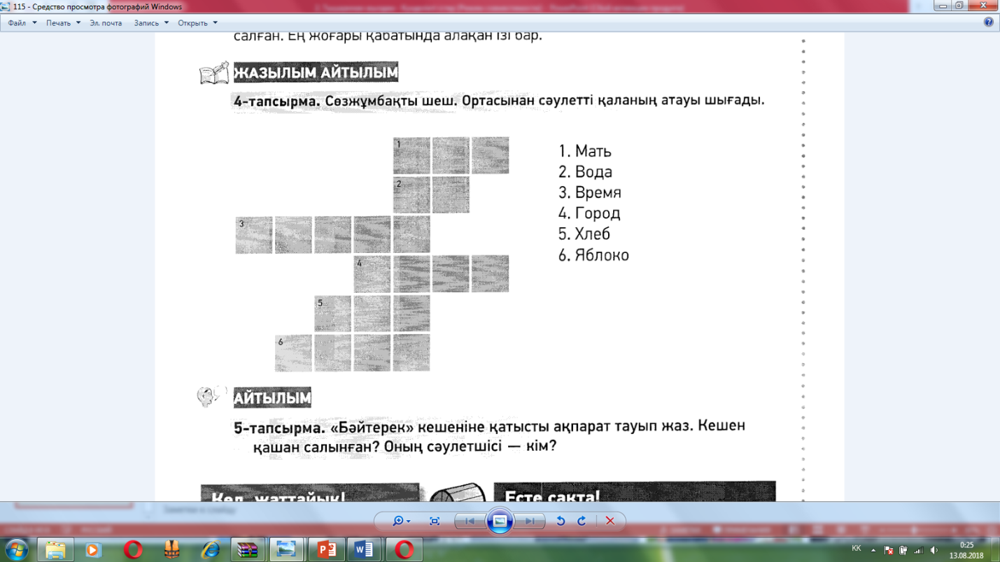 115 - Средство просмотра фотографий Windows
Файл Печать Эл. почта Запись Открыть
салған. Ең жоғары қабатында алақан ізі бар.
ЖАЗЫЛЫМ АЙТЫЛЫМ
4-тапсырма. Сөзжұмбақты шеш. Ортасынан сәулетті қаланың атауы шығады.
1
2
3
4
5
6
1. Мать
2. Вода
3. Время
4. Город
5. Хлеб
6. Яблоко
АЙТЫЛЫМ
5-тапсырма. «Бәйтерек» кешеніне қатысты ақпарат тауып жаз. Кешен
қашан салынған? Оның сәулетшісі — кім?
Кел, жаттайық!
Есте сақта!
Заметки к слайду
KK
0:25
13.08.2018